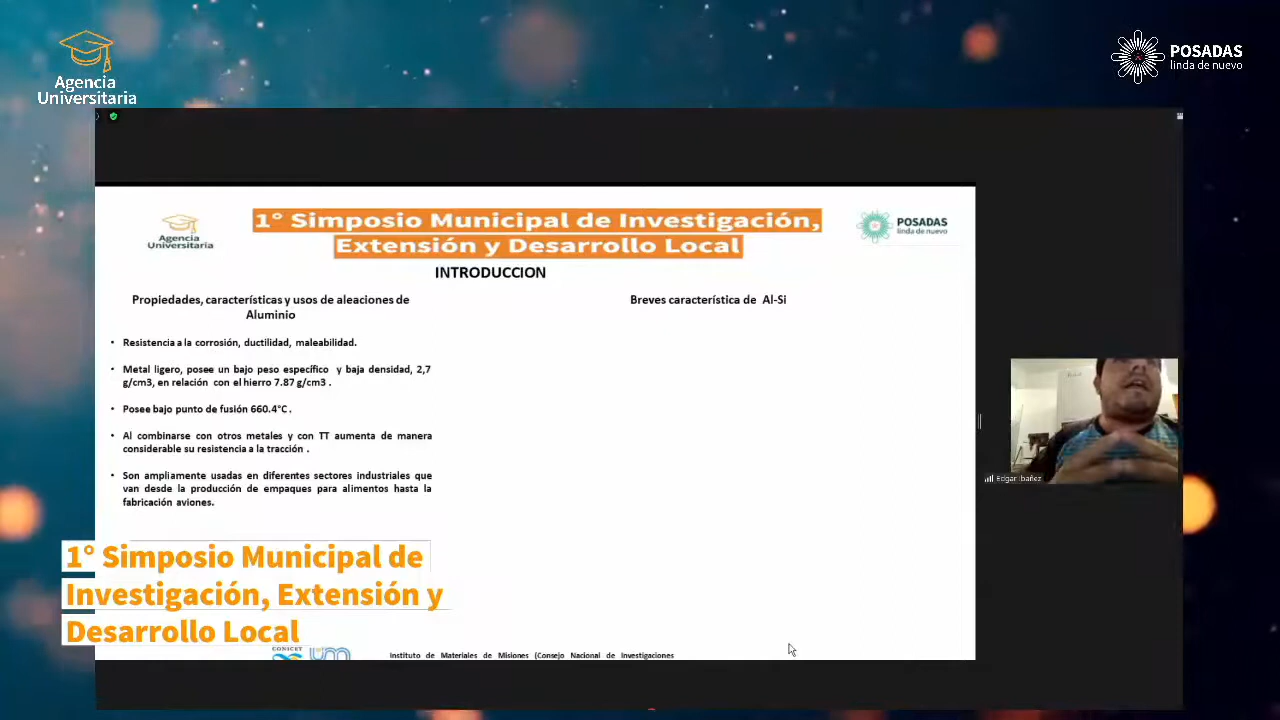 Agencia
Universitaria
POSADAS
linda de nuevo
Agencia
Universitaria
1° Simposio Municipal de Investigación,
Extensión y Desarrollo Local
POSADAS
linda de nuevo
INTRODUCCION
Propiedades, características y usos de aleaciones de
Aluminio
• Resistencia a la corrosión, ductilidad, maleabilidad.
• Metal ligero, posee un bajo peso específico y baja densidad, 2,7
g/cm3, en relación con el hierro 7.87 g/cm3 .
• Posee bajo punto de fusión 660.4°C .
• Al combinarse con otros metales y con TT aumenta de manera
considerable su resistencia a la tracción .
• Son ampliamente usadas en diferentes sectores industriales que
van desde la producción de empaques para alimentos hasta la
fabricación aviones.
Breves característica de Al-Si
Edgar Ibañez
1° Simposio Municipal de
Investigación, Extensión y
Desarrollo Local
CONICET
Instituto de Materiales de Misiones (Consejo Nacional de Investigaciones